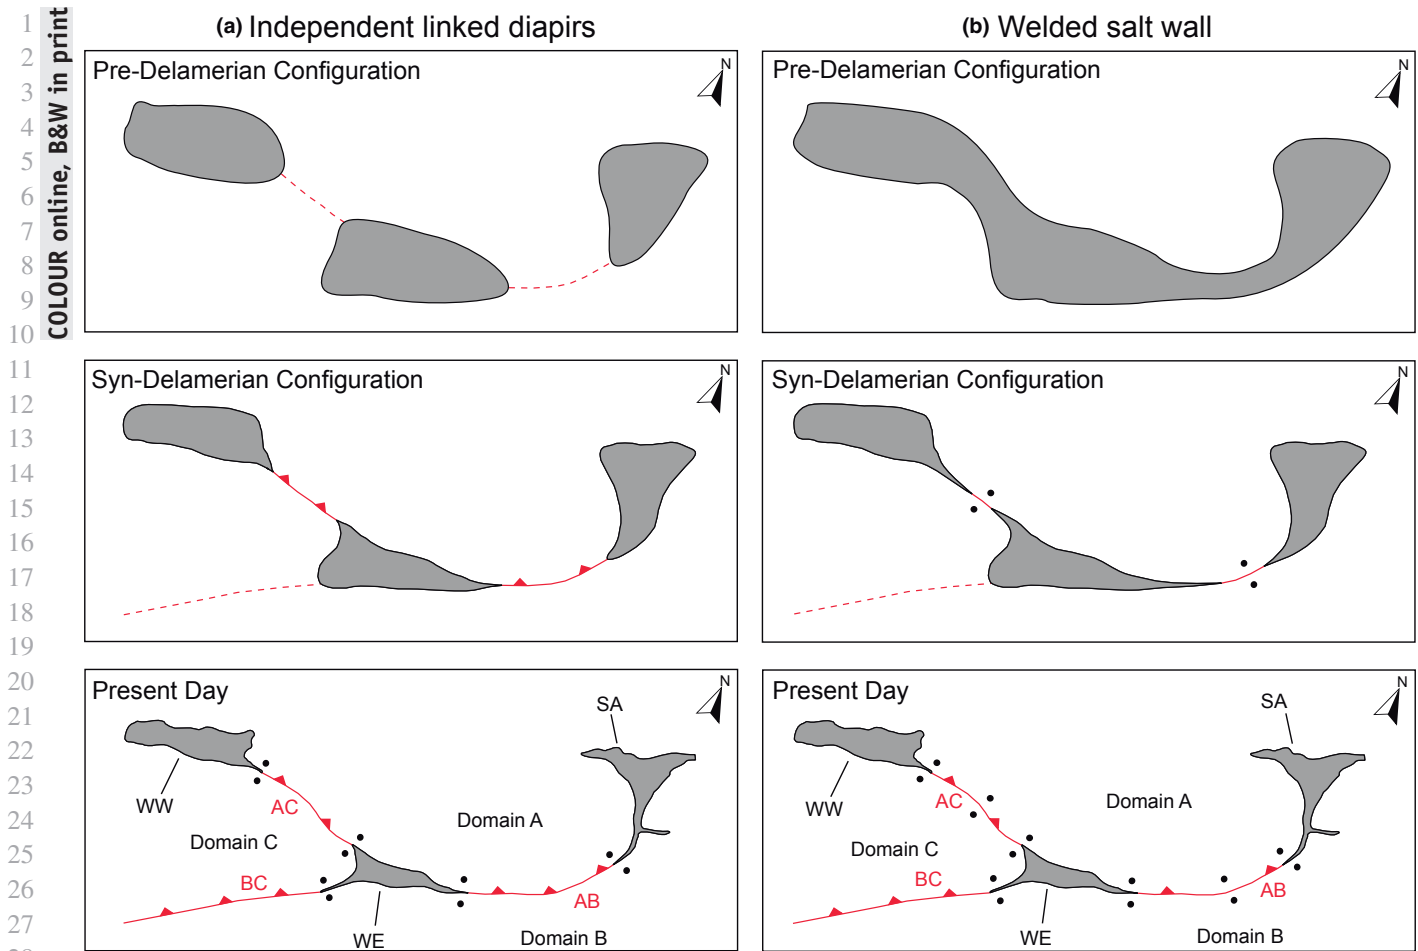 COLOUR online, B&W in print
1
2
3
4
5
6
7
8
9
10
11
12
13
14
15
16
17
18
19
20
21
22
23
24
25
26
27
(a) Independent linked diapirs
Pre-Delamerian Configuration
N
Syn-Delamerian Configuration
N
Present Day
N
SA
WW
AC
Domain A
Domain C
BC
AB
WE
Domain B
(b) Welded salt wall
Pre-Delamerian Configuration
N
Syn-Delamerian Configuration
N
Present Day
N
SA
WW
AC
Domain A
Domain C
BC
AB
WE
Domain B